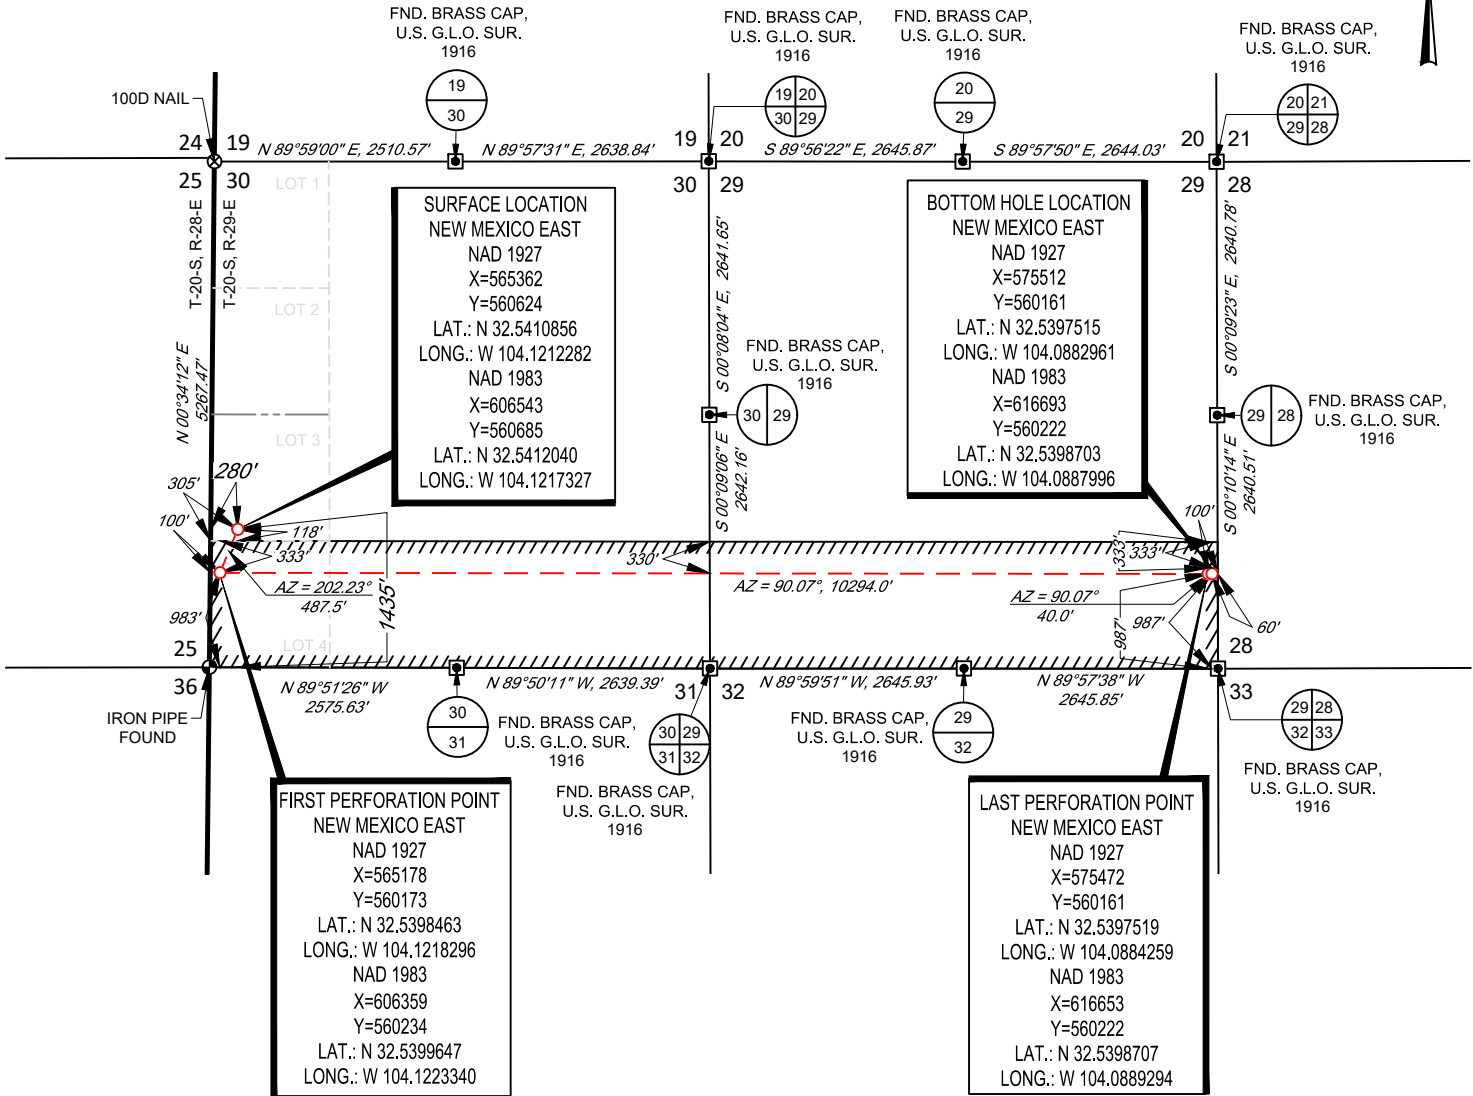 FND. BRASS CAP,
U.S. G.L.O. SUR.
1916
FND. BRASS CAP,
U.S. G.L.O. SUR.
1916
FND. BRASS CAP,
U.S. G.L.O. SUR.
1916
FND. BRASS CAP,
U.S. G.L.O. SUR.
1916
100D NAIL
19
30
19 20
30 29
20
29
20 21
29 28
24 19
N 89°59'00" E, 2510.57'
N 89°57'31" E, 2638.84'
19 20
S 89°56'22" E, 2645.87'
S 89°57'50" E, 2644.03'
20 21
25 30
30 29
29 28
LOT 1
T-20-S, R-28-E
T-20-S, R-29-E
LOT 2
N 00°34'12" E
5267.47'
LOT 3
SURFACE LOCATION
NEW MEXICO EAST
NAD 1927
X=565362
Y=560624
LAT.: N 32.5410856
LONG.: W 104.1212282
NAD 1983
X=606543
Y=560685
LAT.: N 32.5412040
LONG.: W 104.1217327
S 00°08'04" E, 2641.65'
FND. BRASS CAP,
U.S. G.L.O. SUR.
1916
30 29
S 00°09'06" E
2642.16'
BOTTOM HOLE LOCATION
NEW MEXICO EAST
NAD 1927
X=575512
Y=560161
LAT.: N 32.5397515
LONG.: W 104.0882961
NAD 1983
X=616693
Y=560222
LAT.: N 32.5398703
LONG.: W 104.0887996
S 00°09'23" E, 2640.78'
29 28
FND. BRASS CAP,
U.S. G.L.O. SUR.
1916
S 00°10'14" E
2640.51'
305'
280'
100'
118'
333'
AZ = 202.23°
487.5'
1435'
983'
330'
AZ = 90.07°, 10294.0'
100'
333'
333'
AZ = 90.07°
40.0'
987'
987'
60'
LOT 4
25
28
36
N 89°51'26" W
2575.63'
N 89°50'11" W, 2639.39'
31 32
N 89°59'51" W, 2645.93'
N 89°57'38" W
2645.85'
33
IRON PIPE
FOUND
30
31
FND. BRASS CAP,
U.S. G.L.O. SUR.
1916
30 29
31 32
FND. BRASS CAP,
U.S. G.L.O. SUR.
1916
FND. BRASS CAP,
U.S. G.L.O. SUR.
1916
29
32
29 28
32 33
FND. BRASS CAP,
U.S. G.L.O. SUR.
1916
FIRST PERFORATION POINT
NEW MEXICO EAST
NAD 1927
X=565178
Y=560173
LAT.: N 32.5398463
LONG.: W 104.1218296
NAD 1983
X=606359
Y=560234
LAT.: N 32.5399647
LONG.: W 104.1223340
LAST PERFORATION POINT
NEW MEXICO EAST
NAD 1927
X=575472
Y=560161
LAT.: N 32.5397519
LONG.: W 104.0884259
NAD 1983
X=616653
Y=560222
LAT.: N 32.5398707
LONG.: W 104.0889294